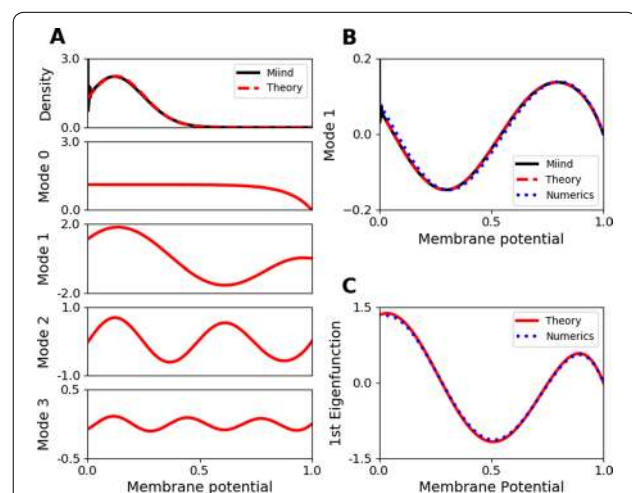 A
Density
3.0
0.0
Miind
Theory
Mode 0
3.0
0.0
Mode 1
2.0
-2.0
Mode 2
1.0
-1.0
Mode 3
0.5
-0.5
0.0 0.5 1.0
Membrane potential
B
Mode 1
0.2
0.0
−0.2
Miind
Theory
Numerics
0.0 0.5 1.0
Membrane potential
C
1st Eigenfunction
1.5
0.0
-1.5
Theory
Numerics
0.0 0.5 1.0
Membrane Potential